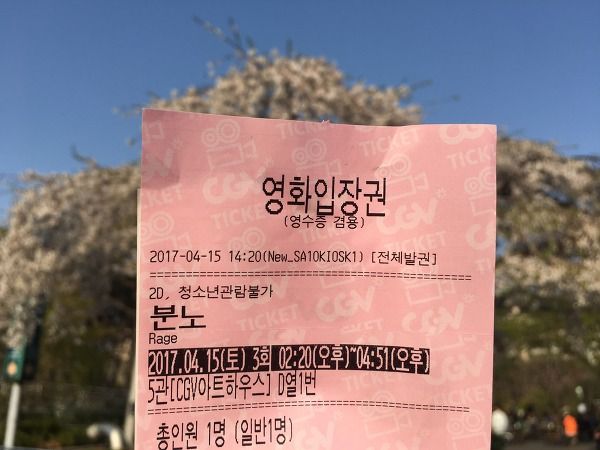 영화입장권
(영수증 겸용)
2017-04-15 14:20(New_SA10KIOSK1) [전체발권]
2D, 청소년관람불가
분노
Rage
2017.04.15(토) 3회 02:20(오후)~04:51(오후)
5관[CGV아트하우스] D열1번
총인원 1명 (일반1명)
TICKET
CGV